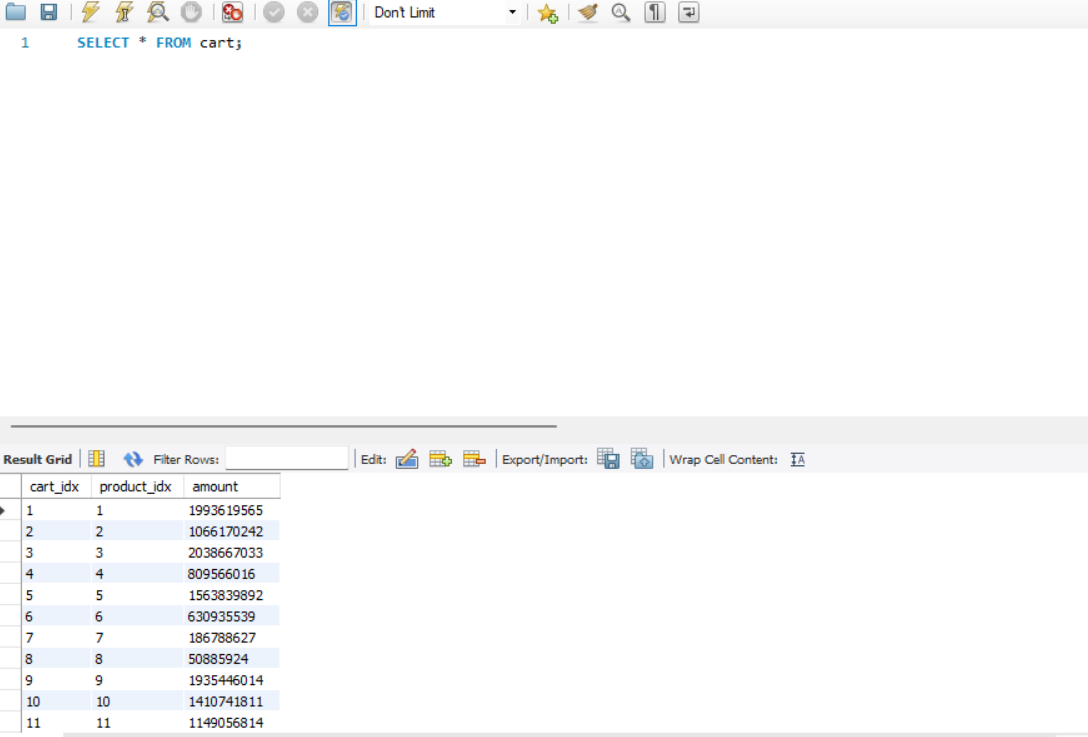 Don't Limit
1 SELECT * FROM cart;
Result Grid Filter Rows: Edit: Export/Import: Wrap Cell Content:
cart_idx product_idx amount
1 1 1993619565
2 2 1066170242
3 3 2038667033
4 4 809566016
5 5 1563839892
6 6 630935539
7 7 186788627
8 8 50885924
9 9 1935446014
10 10 1410741811
11 11 1149056814